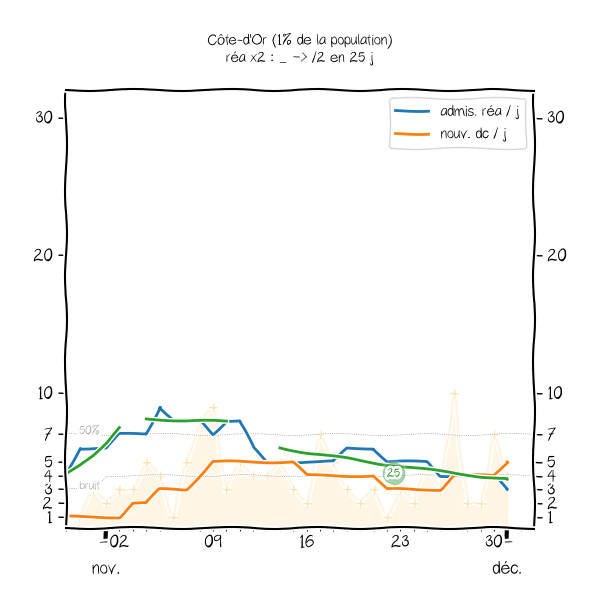 Côte-d'Or (1% de la population)
réa x2 : _ -> /2 en 25 j
admis. réa / j
nouv. dc / j
30 30
20 20
10 10
7 7
5 5
4 4
3 3
2 2
1 1
50%
bruit
25
02 09 16 23 30
nov. déc.